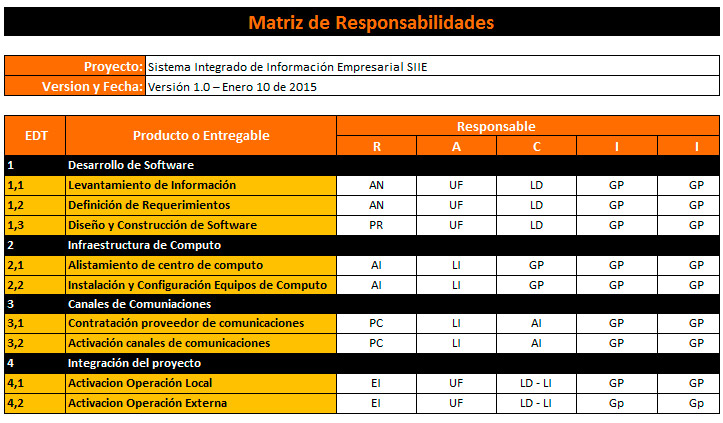 Matriz de Responsabilidades
Proyecto: Sistema Integrado de Información Empresarial SIIE
Version y Fecha: Versión 1.0 – Enero 10 de 2015
EDT Producto o Entregable Responsable
R A C I I
1 Desarrollo de Software
1,1 Levantamiento de Información AN UF LD GP GP
1,2 Definición de Requerimientos AN UF LD GP GP
1,3 Diseño y Construcción de Software PR UF LD GP GP
2 Infraestructura de Computo
2,1 Alistamiento de centro de computo AI LI GP GP GP
2,2 Instalación y Configuración Equipos de Computo AI LI GP GP GP
3 Canales de Comuniaciones
3,1 Contratación proveedor de comunicaciones PC LI AI GP GP
3,2 Activación canales de comunicaciones PC LI AI GP GP
4 Integración del proyecto
4,1 Activacion Operación Local EI UF LD - LI GP GP
4,2 Activacion Operación Externa EI UF LD - LI Gp Gp